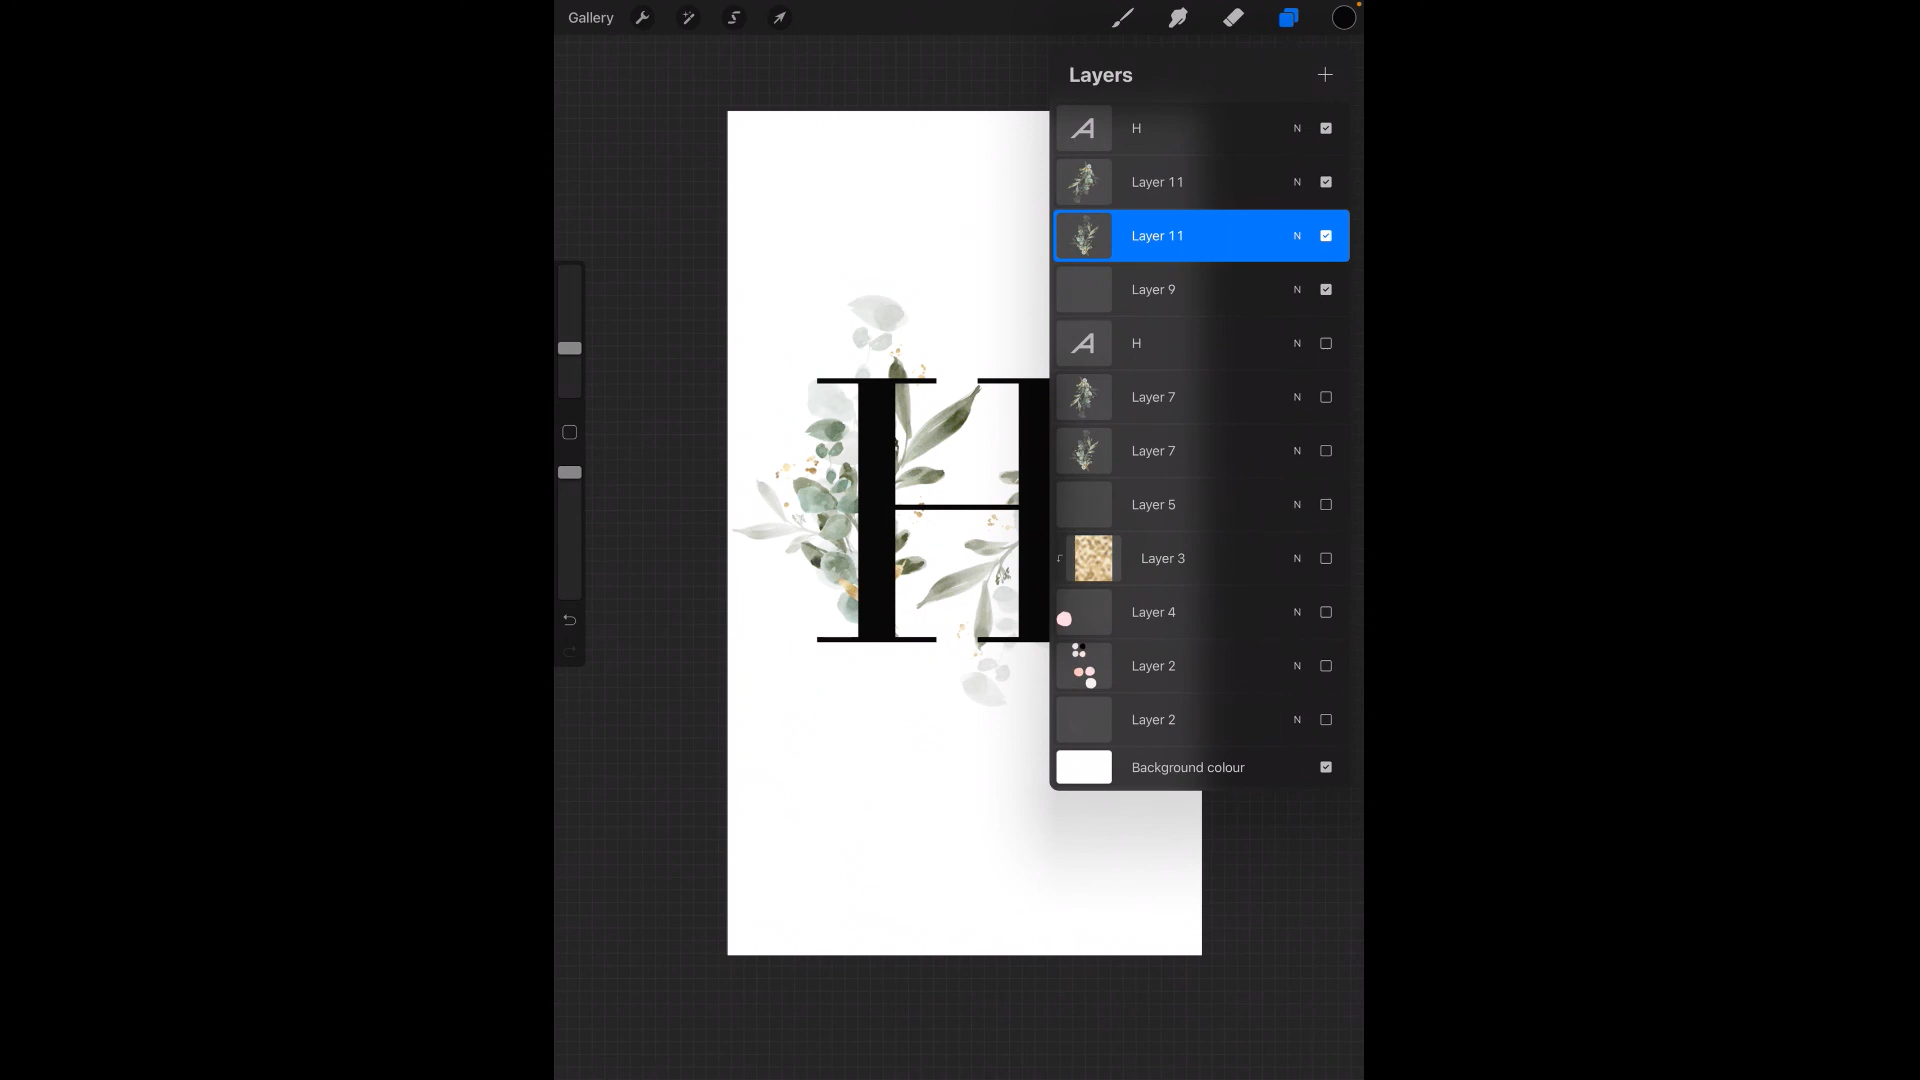 Gallery
Layers
H N
Layer 11 N
Layer 11 N
Layer 9 N
H N
Layer 7 N
Layer 7 N
Layer 5 N
Layer 3 N
Layer 4 N
Layer 2 N
Layer 2 N
Background colour
H